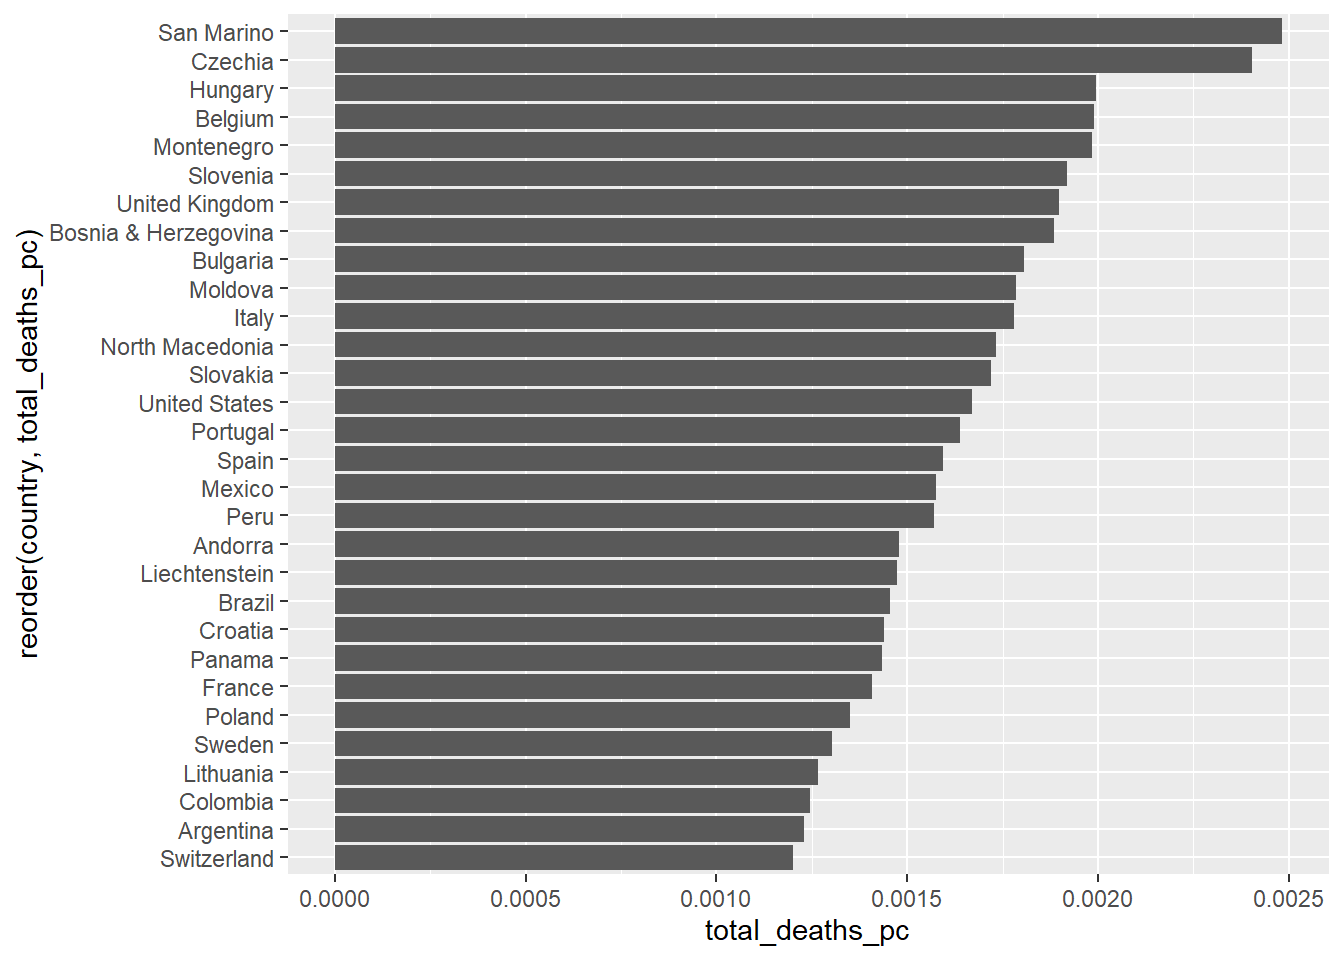 San Marino
Czechia
Hungary
Belgium
Montenegro
Slovenia
United Kingdom
Bosnia & Herzegovina
Bulgaria
Moldova
Italy
North Macedonia
Slovakia
United States
Portugal
Spain
Mexico
Peru
Andorra
Liechtenstein
Brazil
Croatia
Panama
France
Poland
Sweden
Lithuania
Colombia
Argentina
Switzerland
reorder(country, total_deaths_pc)
0.0000 0.0005 0.0010 0.0015 0.0020 0.0025
total_deaths_pc